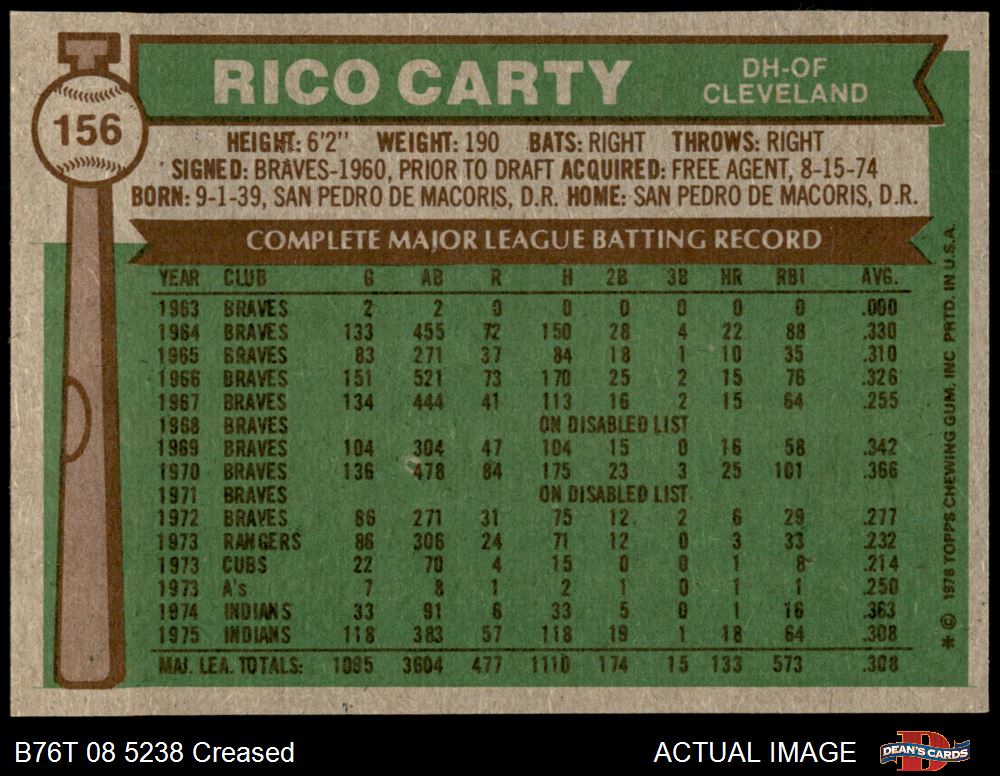 156
RICO CARTY
DH-OF
CLEVELAND
HEIGHT: 6'2" WEIGHT: 190 BATS: RIGHT THROWS: RIGHT
SIGNED: BRAVES-1960, PRIOR TO DRAFT ACQUIRED: FREE AGENT, 8-15-74
BORN: 9-1-39, SAN PEDRO DE MACORIS, D.R. HOME: SAN PEDRO DE MACORIS, D.R.
COMPLETE MAJOR LEAGUE BATTING RECORD
YEAR CLUB G AB R H 2B 3B HR RBI AVG.
1963 BRAVES 2 2 0 0 0 0 0 0 .000
1964 BRAVES 133 455 72 150 28 4 22 88 .330
1965 BRAVES 83 271 37 84 18 1 10 35 .310
1966 BRAVES 151 521 73 170 25 2 15 76 .326
1967 BRAVES 134 444 41 113 16 2 15 64 .255
1968 BRAVES ON DISABLED LIST
1969 BRAVES 104 304 47 104 15 0 16 58 .342
1970 BRAVES 136 478 84 175 23 3 25 101 .366
1971 BRAVES ON DISABLED LIST
1972 BRAVES 86 271 31 75 12 2 6 29 .277
1973 RANGERS 86 306 24 71 12 0 3 33 .232
1973 CUBS 22 70 4 15 0 0 1 8 .214
1973 A's 7 8 1 2 1 0 1 1 .250
1974 INDIANS 33 91 6 33 5 0 1 16 .363
1975 INDIANS 118 383 57 118 19 1 18 64 .308
MAJ. LEA. TOTALS: 1095 3604 477 1110 174 15 133 573 .308
* © 1976 TOPPS CHEWING GUM, INC PRTD. IN U.S.A.
B76T 08 5238 Creased
ACTUAL IMAGE
D
DEAN'S CARDS